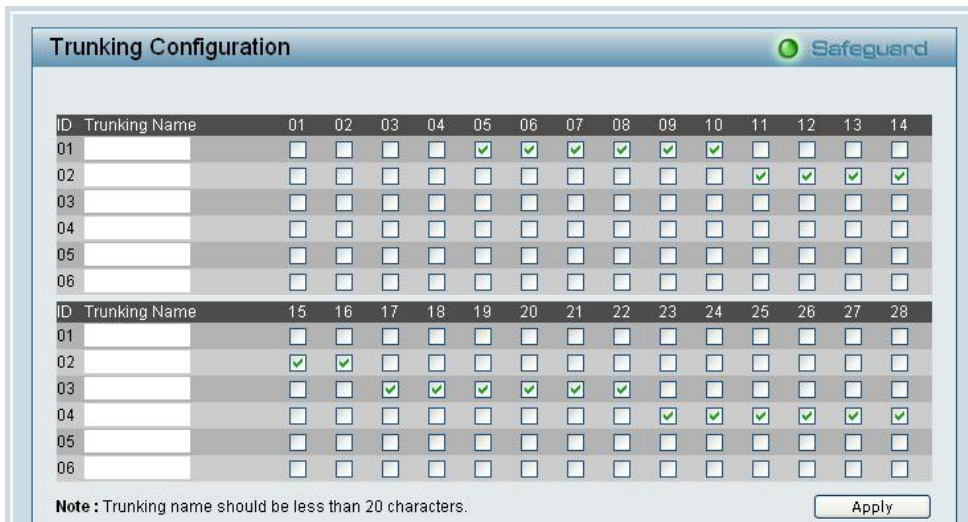 Trunking Configuration
Safeguard
ID Trunking Name 01 02 03 04 05 06 07 08 09 10 11 12 13 14
01
02
03
04
05
06
ID Trunking Name 15 16 17 18 19 20 21 22 23 24 25 26 27 28
01
02
03
04
05
06
Note : Trunking name should be less than 20 characters.
Apply